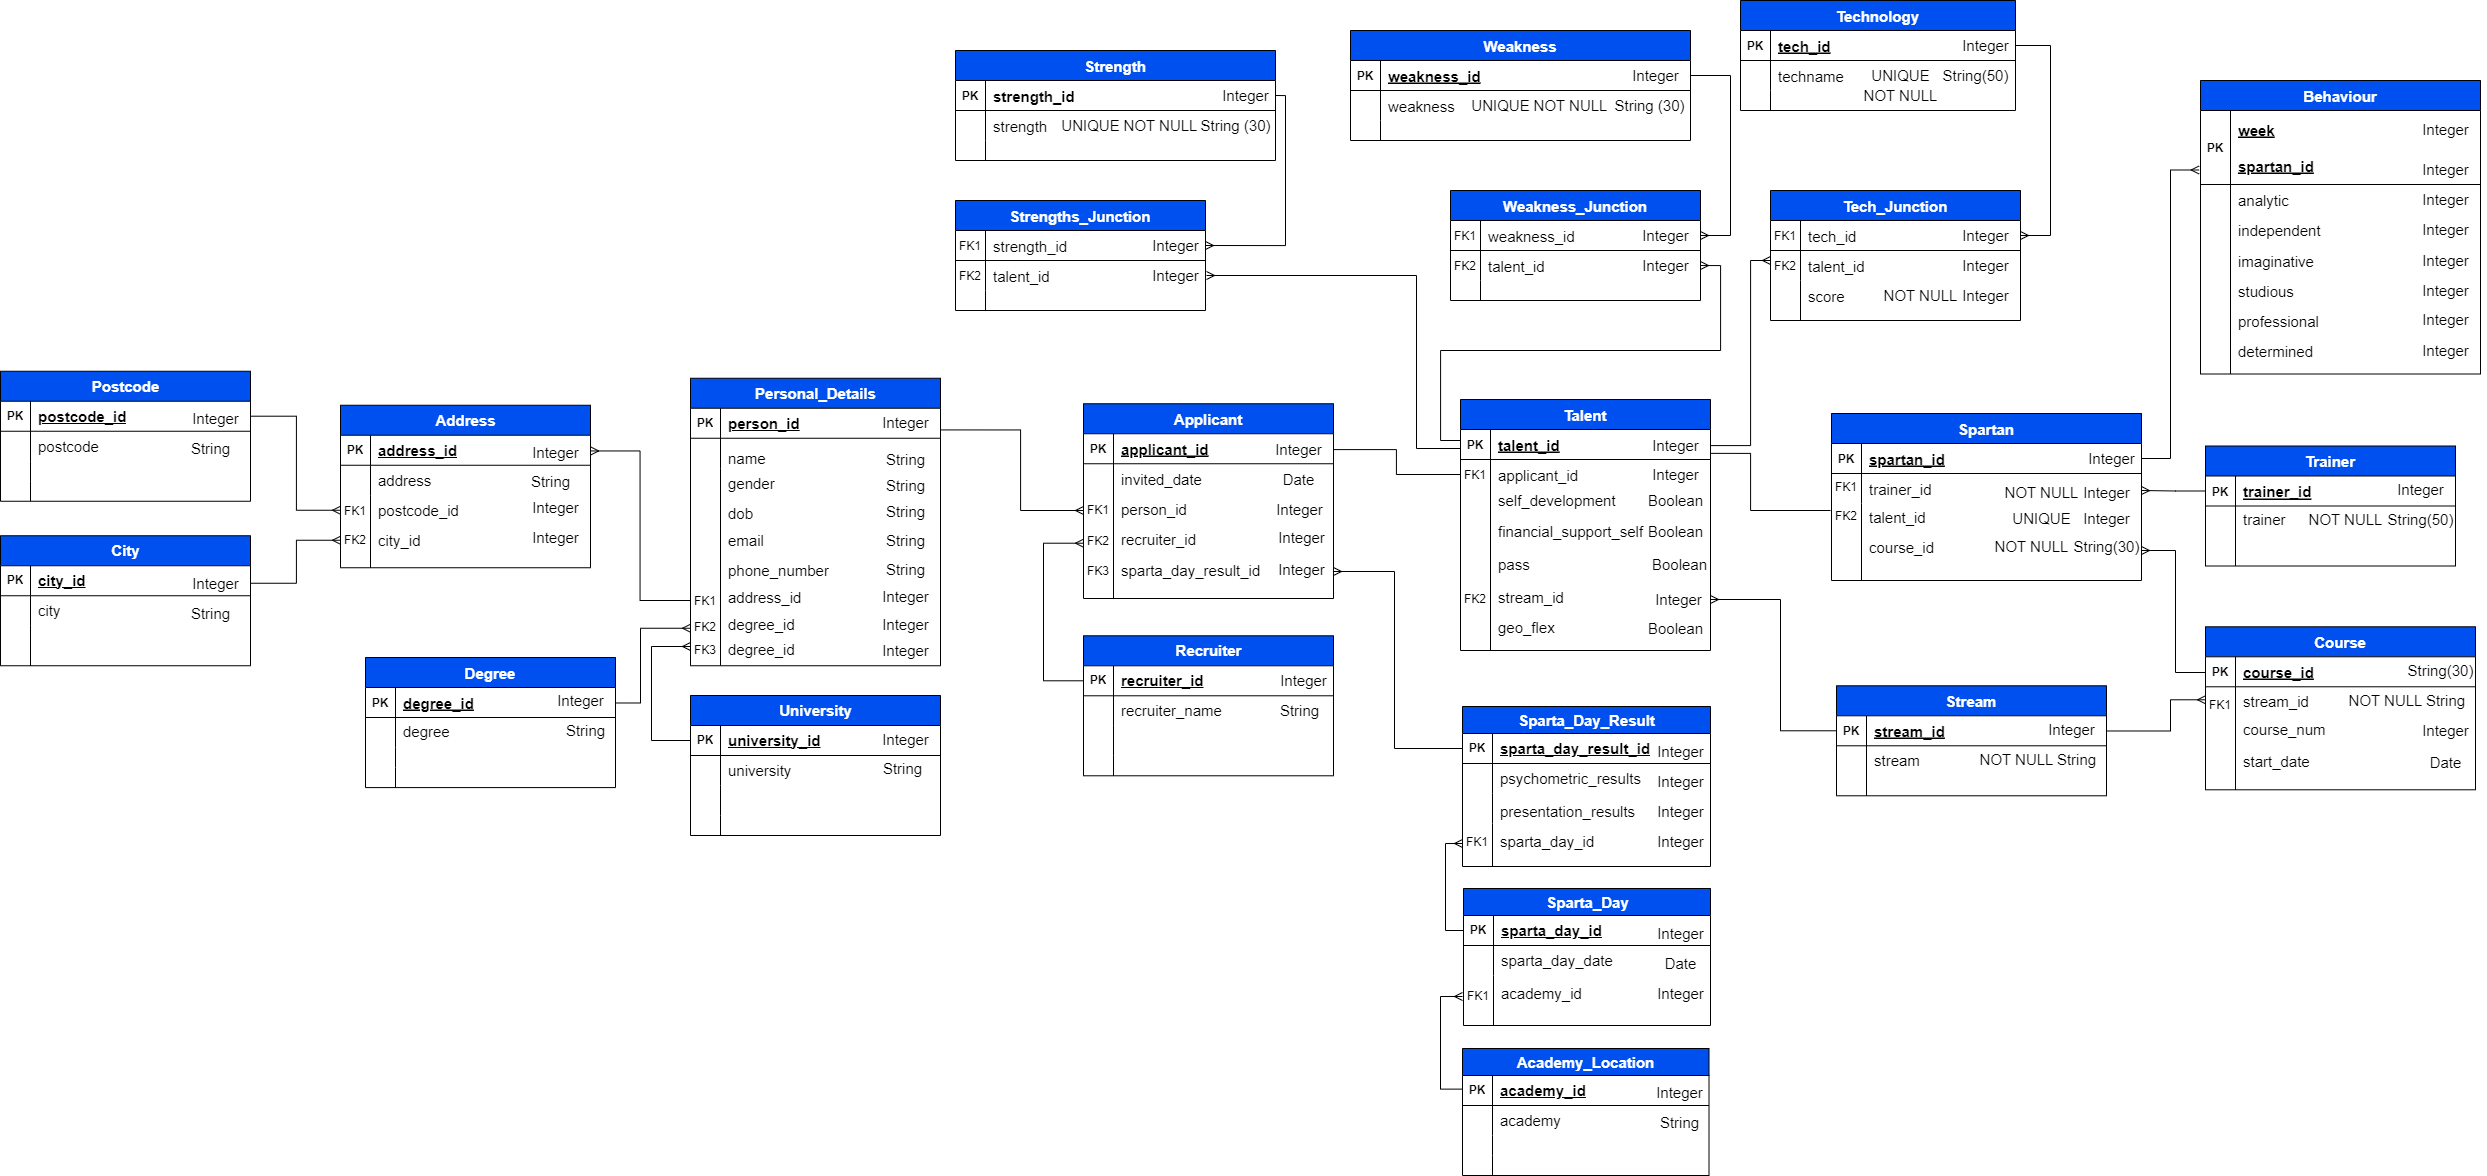 Technology
PK tech_id Integer
techname UNIQUE String(50)
NOT NULL
Weakness
PK weakness_id Integer
weakness UNIQUE NOT NULL String (30)
Strength
PK strength_id Integer
strength UNIQUE NOT NULL String (30)
Behaviour
PK
week Integer
spartan_id Integer
analytic Integer
independent Integer
imaginative Integer
studious Integer
professional Integer
determined Integer
Strengths_Junction
FK1 strength_id Integer
FK2 talent_id Integer
Weakness_Junction
FK1 weakness_id Integer
FK2 talent_id Integer
Tech_Junction
FK1 tech_id Integer
FK2 talent_id Integer
score NOT NULL Integer
Postcode
PK postcode_id Integer
postcode String
City
PK city_id Integer
city String
Address
PK address_id Integer
address String
FK1 postcode_id Integer
FK2 city_id Integer
Degree
PK degree_id Integer
degree String
Personal_Details
PK person_id Integer
name String
gender String
dob String
email String
phone_number String
FK1 address_id Integer
FK2 degree_id Integer
FK3 degree_id Integer
University
PK university_id Integer
university String
Applicant
PK applicant_id Integer
invited_date Date
FK1 person_id Integer
FK2 recruiter_id Integer
FK3 sparta_day_result_id Integer
Recruiter
PK recruiter_id Integer
recruiter_name String
Talent
PK talent_id Integer
FK1 applicant_id Integer
self_development Boolean
financial_support_self Boolean
pass Boolean
FK2 stream_id Integer
geo_flex Boolean
Sparta_Day_Result
PK sparta_day_result_id Integer
psychometric_results Integer
presentation_results Integer
FK1 sparta_day_id Integer
Sparta_Day
PK sparta_day_id Integer
sparta_day_date Date
FK1 academy_id Integer
Academy_Location
PK academy_id Integer
academy String
Spartan
PK spartan_id Integer
FK1 trainer_id NOT NULL Integer
FK2 talent_id UNIQUE Integer
course_id NOT NULL String(30)
Stream
PK stream_id Integer
stream NOT NULL String
Trainer
PK trainer_id Integer
trainer NOT NULL String(50)
Course
PK course_id String(30)
FK1 stream_id NOT NULL String
course_num Integer
start_date Date